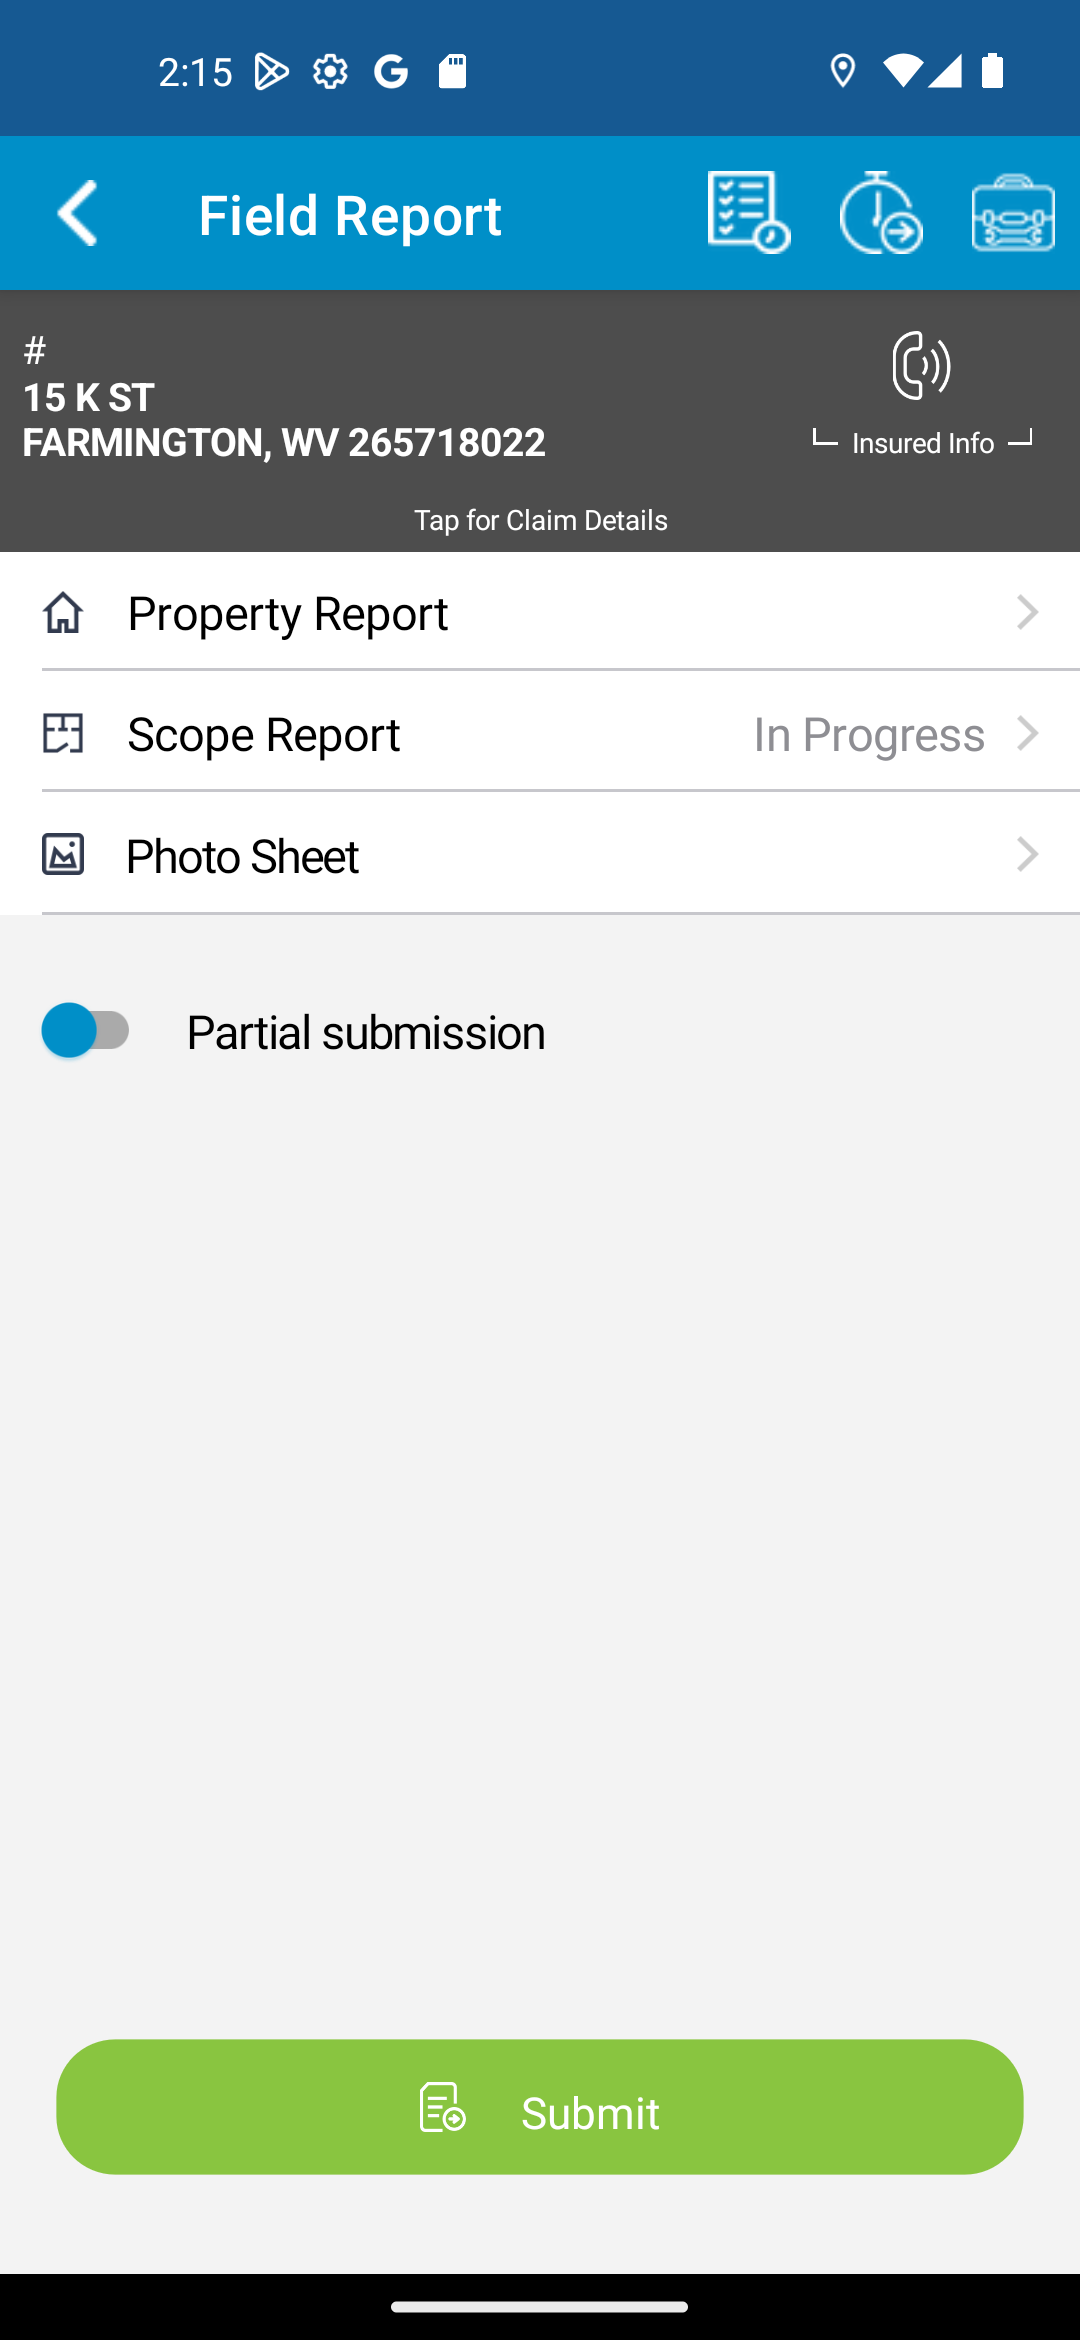 2:15
Field Report
#
15 K ST
FARMINGTON, WV 265718022
Insured Info
Tap for Claim Details
Property Report
Scope Report In Progress
Photo Sheet
Partial submission
Submit